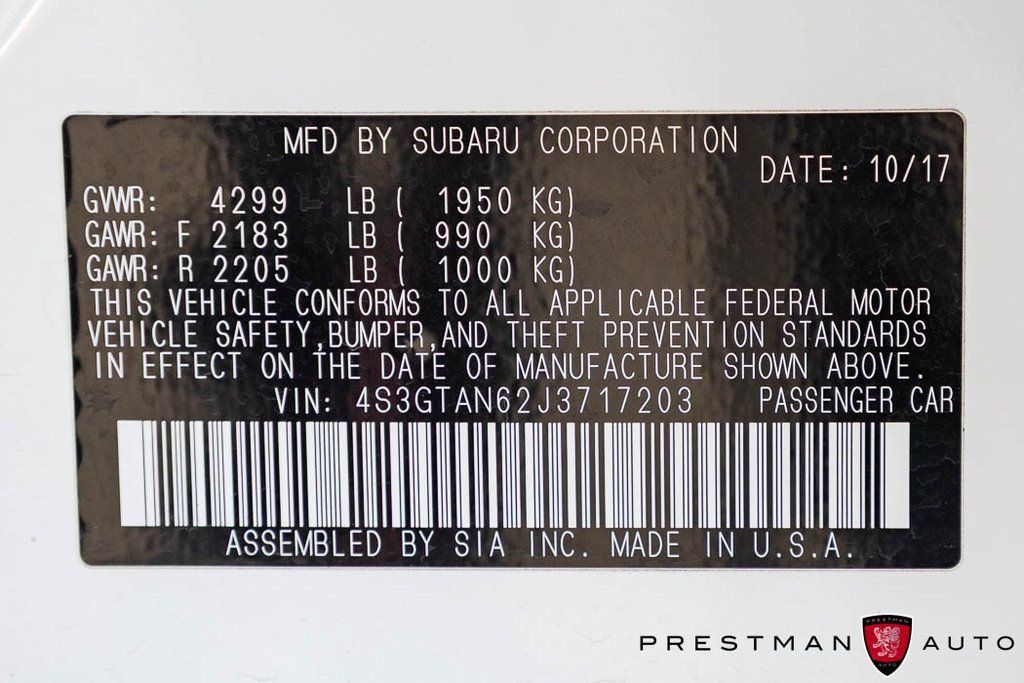 MFD BY SUBARU CORPORATION
DATE: 10/17
GVWR: 4299 LB ( 1950 KG)
GAWR: F 2183 LB ( 990 KG)
GAWR: R 2205 LB ( 1000 KG)
THIS VEHICLE CONFORMS TO ALL APPLICABLE FEDERAL MOTOR
VEHICLE SAFETY,BUMPER,AND THEFT PREVENTION STANDARDS
IN EFFECT ON THE DATE OF MANUFACTURE SHOWN ABOVE.
VIN: 4S3GTAN62J3717203 PASSENGER CAR
ASSEMBLED BY SIA INC. MADE IN U.S.A.
PRESTMAN PRESTMAN AUTO